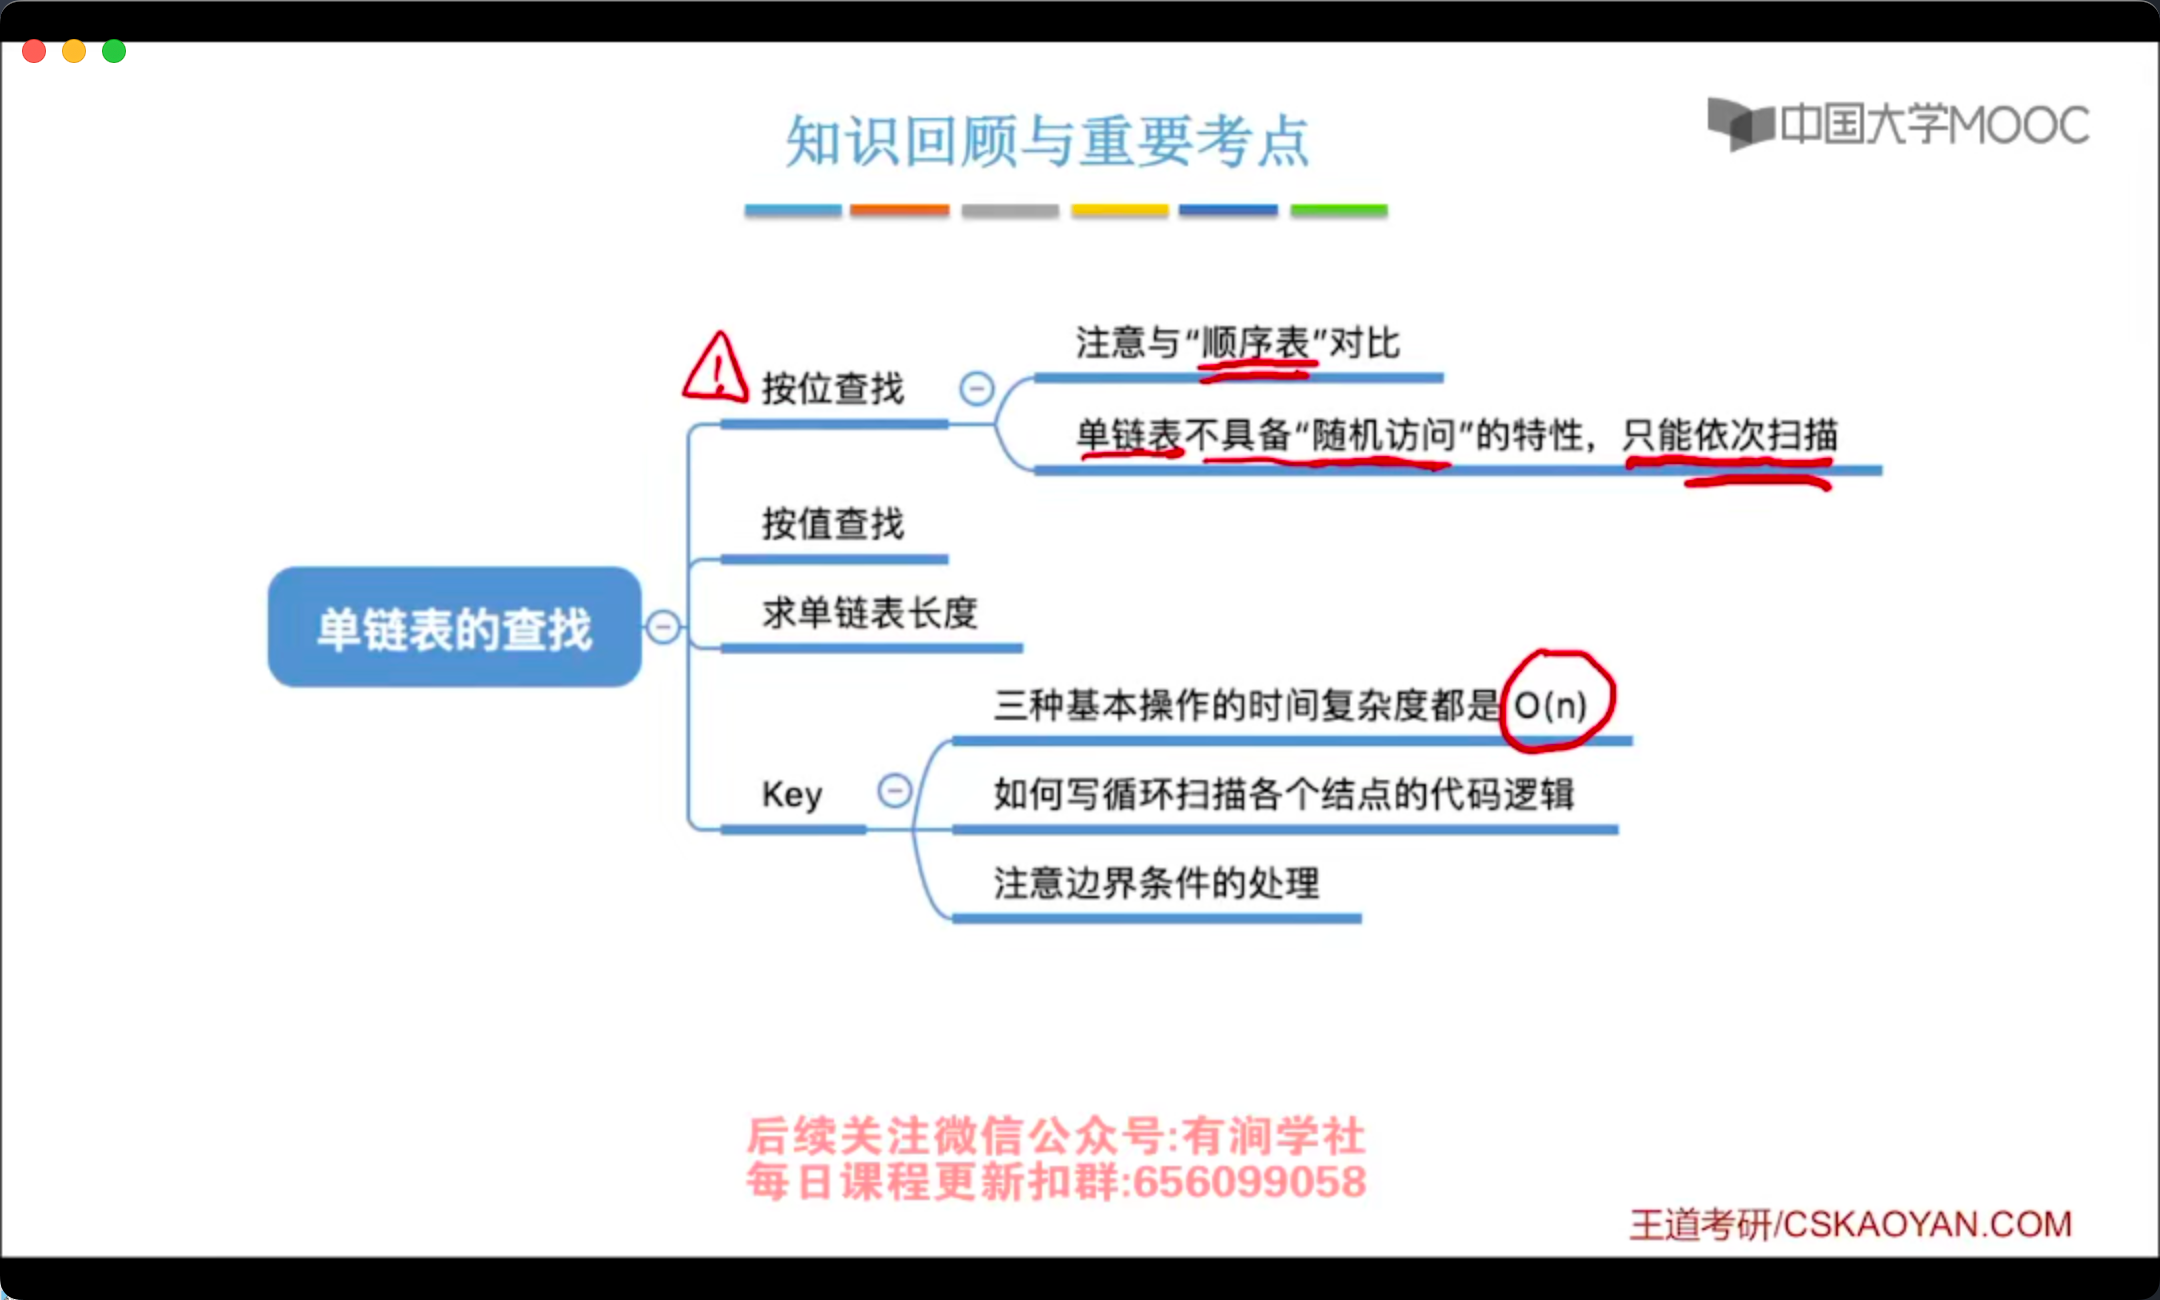 中国大学MOOC
知识回顾与重要考点
注意与“顺序表”对比
按位查找
单链表不具备“随机访问”的特性，只能依次扫描
按值查找
求单链表长度
单链表的查找
三种基本操作的时间复杂度都是 O(n)
Key
如何写循环扫描各个结点的代码逻辑
注意边界条件的处理
后续关注微信公众号:有涧学社
每日课程更新扣群:656099058
王道考研/CSKAOYAN.COM